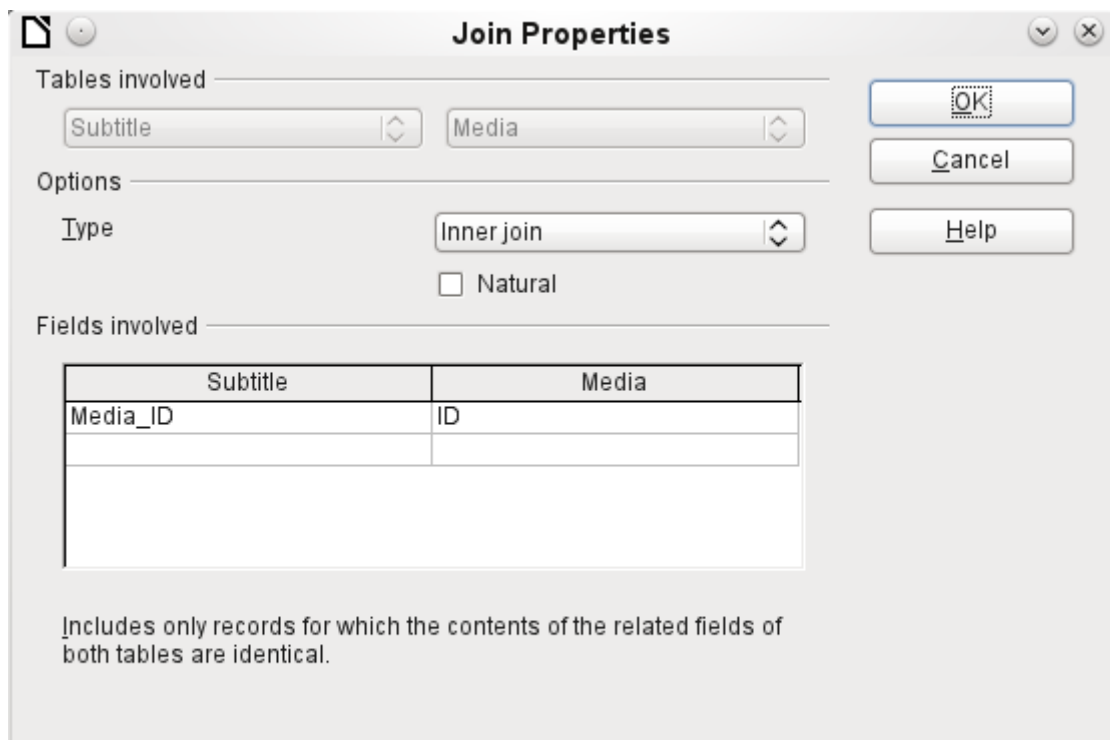 Join Properties
Tables involved
Subtitle Media
OK
Cancel
Options
Type Inner join
Help
Natural
Fields involved
Subtitle Media
Media_ID ID
Includes only records for which the contents of the related fields of
both tables are identical.